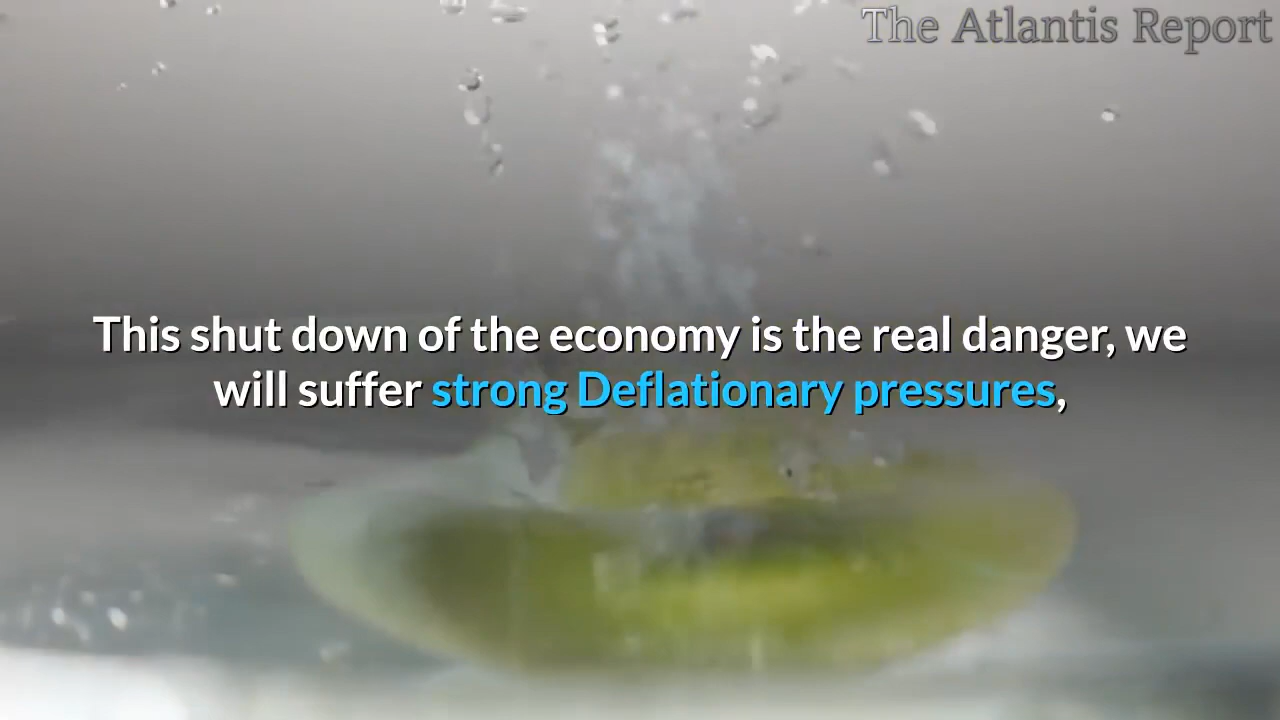 The Atlantis Report
This shut down of the economy is the real danger, we
will suffer strong Deflationary pressures,